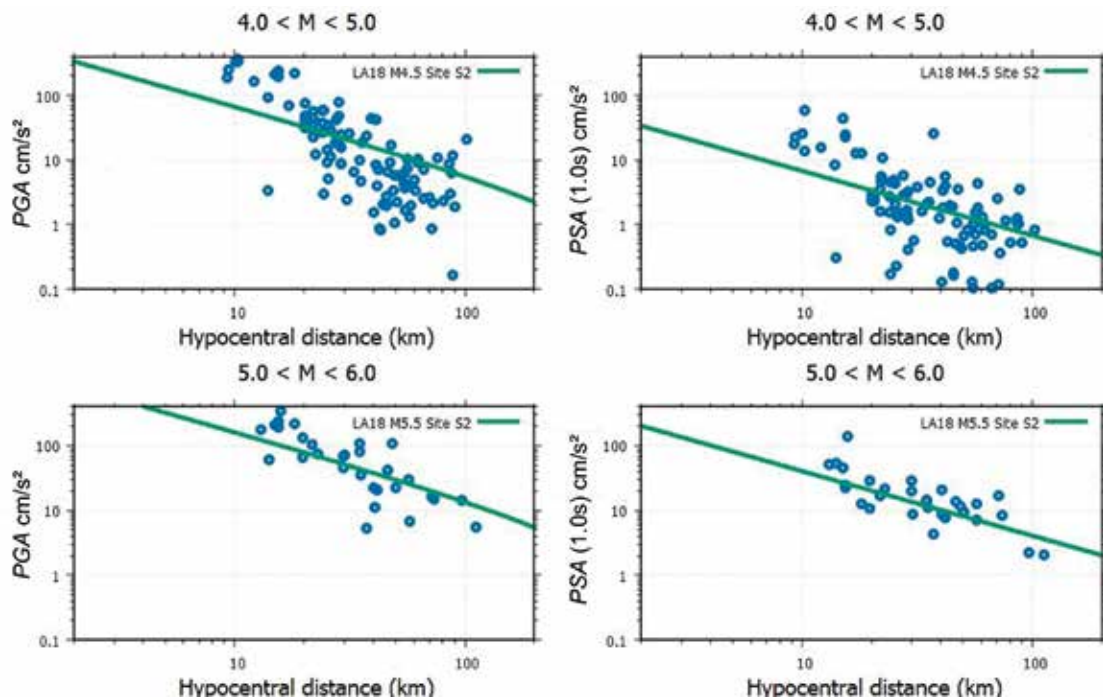 4.0 < M < 5.0
PGA cm/s²
100
10
1
0.1
LA18 M4.5 Site S2
10
100
Hypocentral distance (km)
4.0 < M < 5.0
PSA (1.0s) cm/s²
100
10
1
0.1
LA18 M4.5 Site S2
10
100
Hypocentral distance (km)
5.0 < M < 6.0
PGA cm/s²
100
10
1
0.1
LA18 M5.5 Site S2
10
100
Hypocentral distance (km)
5.0 < M < 6.0
PSA (1.0s) cm/s²
100
10
1
0.1
LA18 M5.5 Site S2
10
100
Hypocentral distance (km)